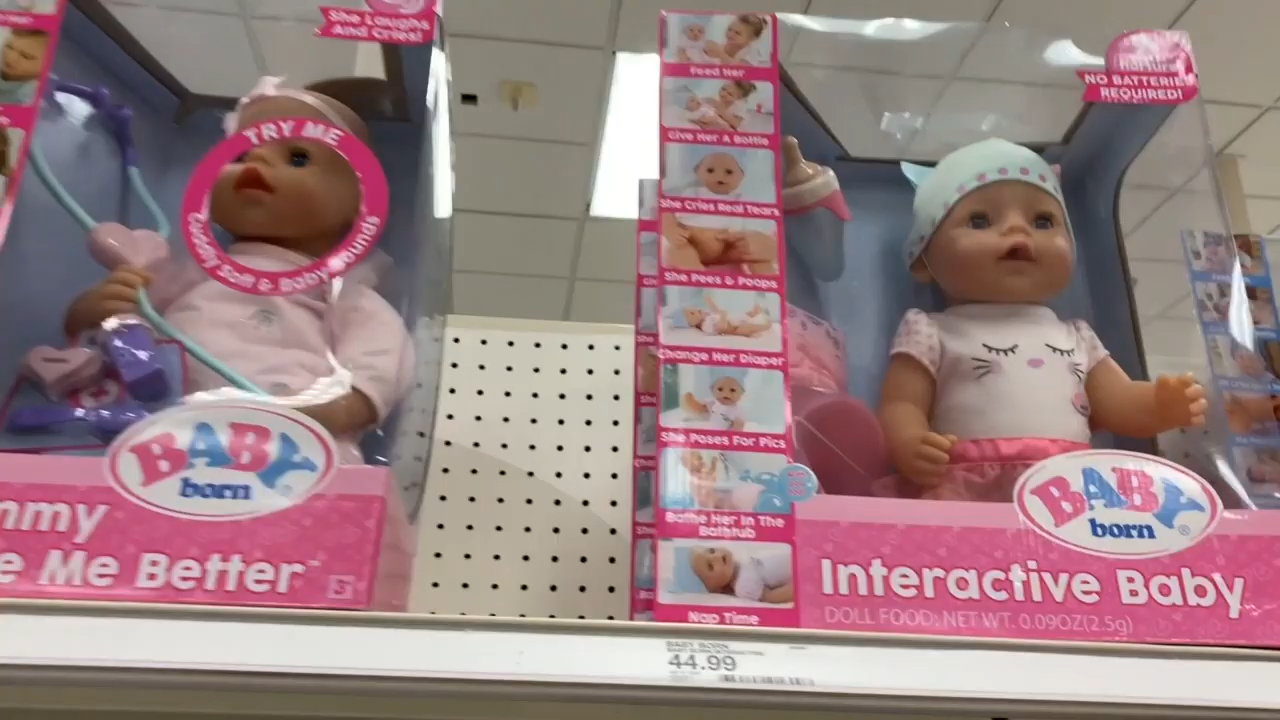 She Laughs
And Cries!
TRY ME
Cuddly Soft & Baby Sounds
BABY
born
mmy
e Me Better™
Feed Her
Give Her A Bottle
She Cries Real Tears
She Pees & Poops
Change Her Diaper
She Poses For Pics
Bathe Her In The
Bathtub
Nap Time
NO BATTERIES
REQUIRED!
BABY
born®
Interactive Baby
DOLL FOOD: NET WT. 0.09OZ(2.5g)
BABY BORN
44.99